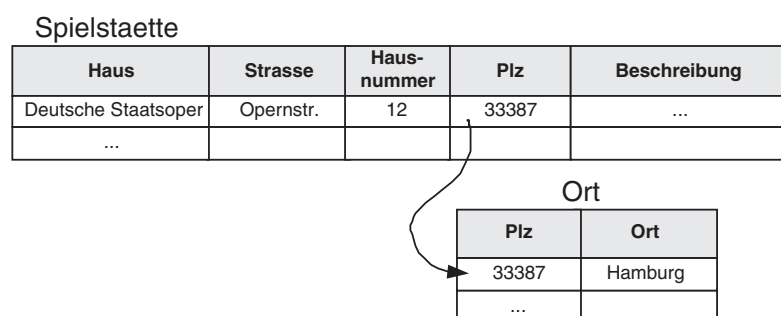 Spielstaette
Haus Strasse Haus-nummer Plz Beschreibung
Deutsche Staatsoper Opernstr. 12 33387 ...
...
Ort
Plz Ort
33387 Hamburg
...